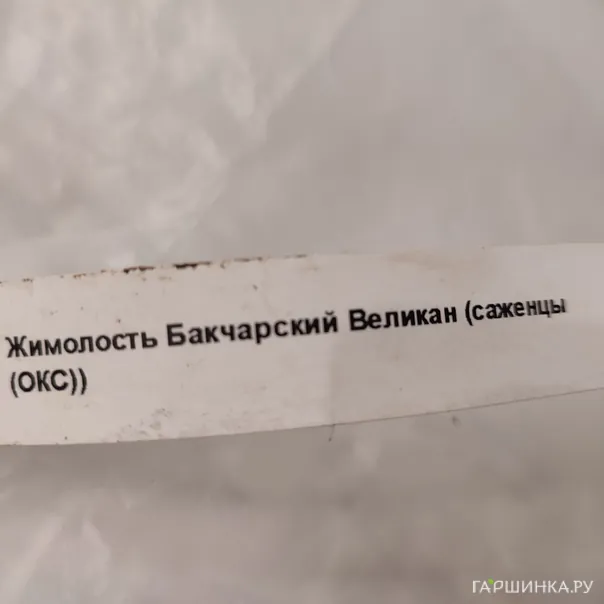 Жимолость Бакчарский Великан (саженцы
(ОКС))
ГАРШИНКА.РУ